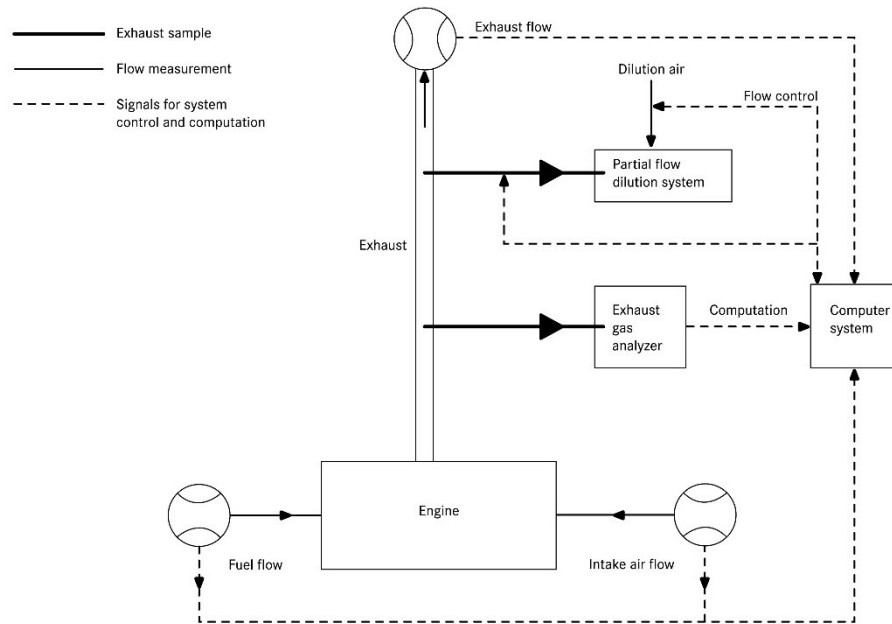 Exhaust sample
Flow measurement
Signals for system
control and computation
Exhaust flow
Dilution air
Flow control
Partial flow
dilution system
Exhaust
Exhaust
gas
analyzer
Computation
Computer
system
Engine
Fuel flow
Intake air flow